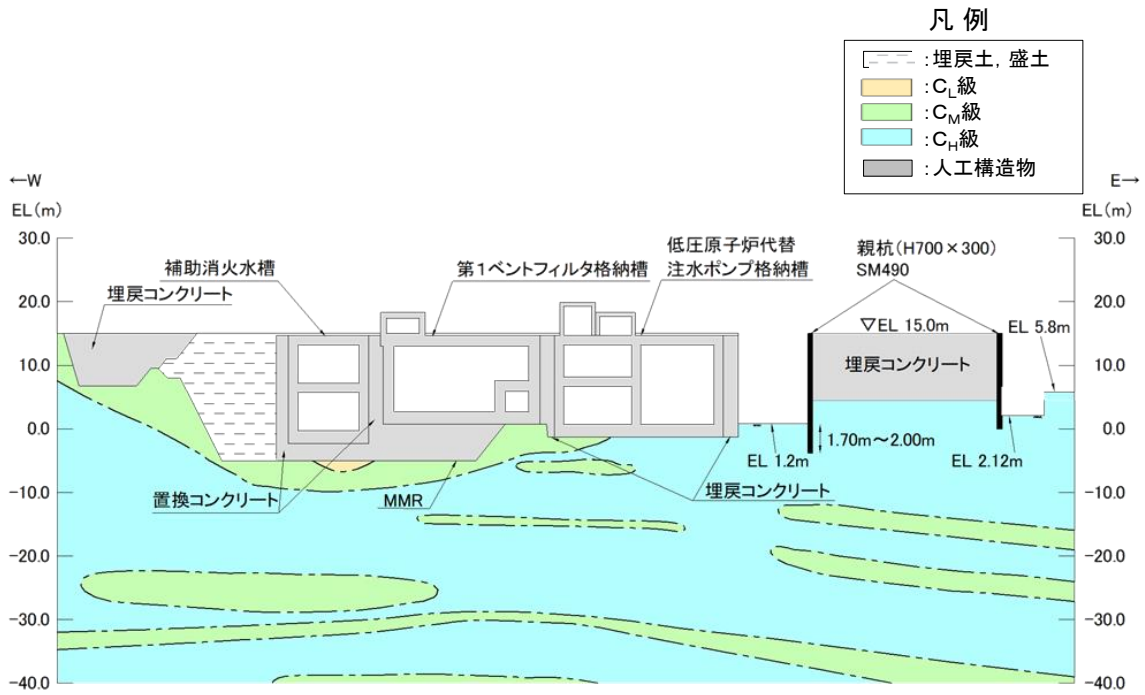 凡 例
:埋戻土，盛土
:CL級
:CM級
:CH級
:人工構造物
←W
E→
EL(m)
EL(m)
30.0
20.0
10.0
0.0
-10.0
-20.0
-30.0
-40.0
補助消火水槽
埋戻コンクリート
第1ベントフィルタ格納槽
低圧原子炉代替
注水ポンプ格納槽
親杭(H700×300)
SM490
▽EL 15.0m
EL 5.8m
埋戻コンクリート
1.70m～2.00m
EL 1.2m
EL 2.12m
置換コンクリート
MMR
埋戻コンクリート
30.0
20.0
10.0
0.0
-10.0
-20.0
-30.0
-40.0